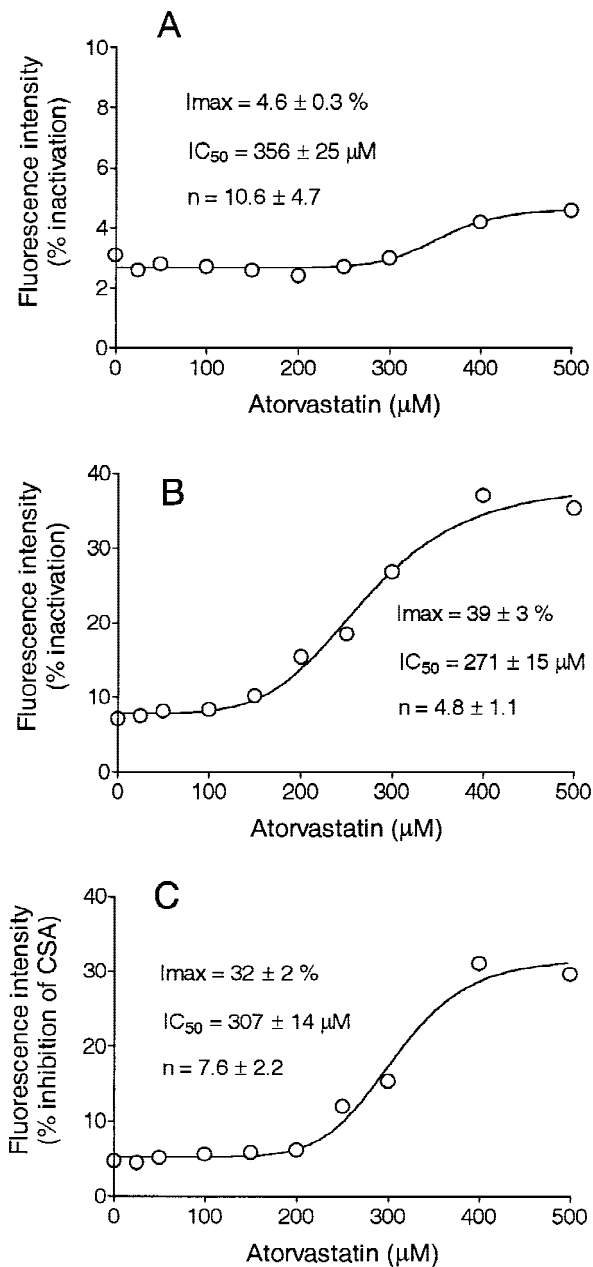 A
Fluorescence intensity
(% inactivation)
10
8
6
4
2
0
Imax = 4.6 ± 0.3 %
IC50 = 356 ± 25 µM
n = 10.6 ± 4.7
0 100 200 300 400 500
Atorvastatin (µM)
B
Fluorescence intensity
(% inactivation)
40
30
20
10
0
Imax = 39 ± 3 %
IC50 = 271 ± 15 µM
n = 4.8 ± 1.1
0 100 200 300 400 500
Atorvastatin (µM)
C
Fluorescence intensity
(% inhibition of CSA)
40
30
20
10
0
Imax = 32 ± 2 %
IC50 = 307 ± 14 µM
n = 7.6 ± 2.2
0 100 200 300 400 500
Atorvastatin (µM)